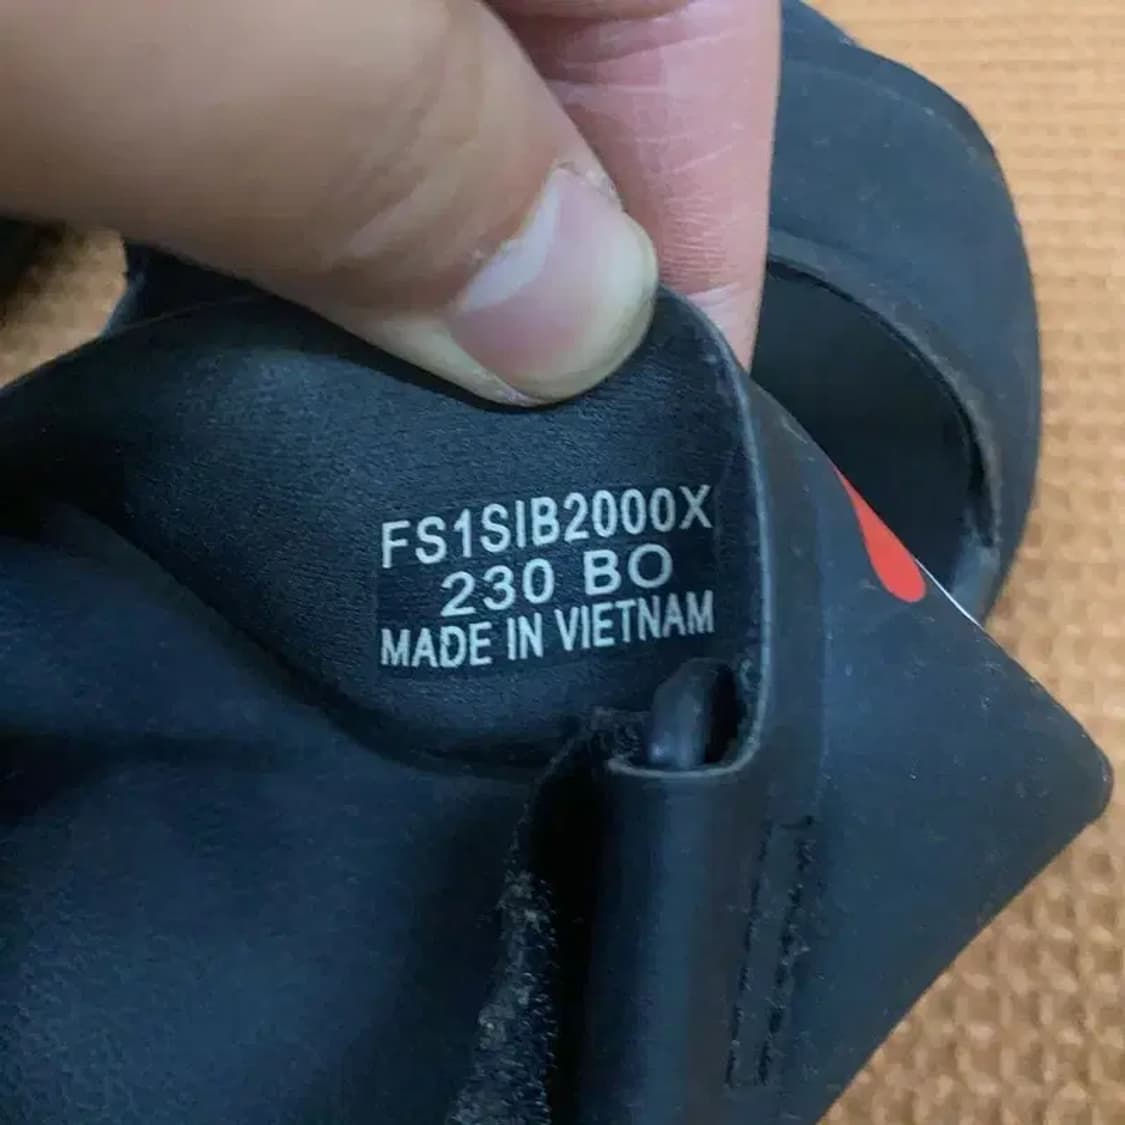 FS1SIB2000X
230 BO
MADE IN VIETNAM